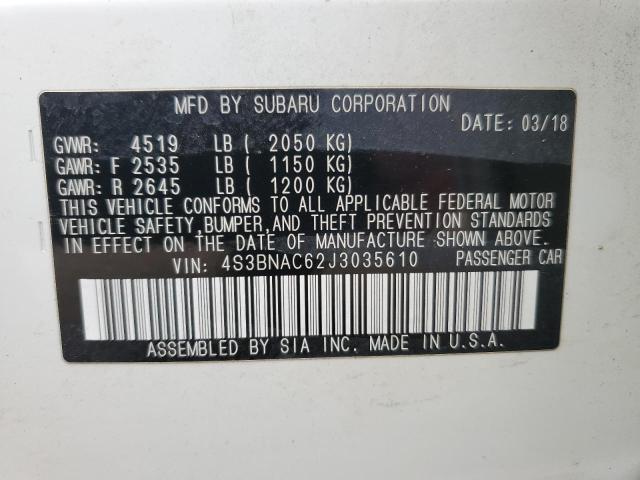 MFD BY SUBARU CORPORATION
DATE: 03/18
GVWR: 4519 LB ( 2050 KG)
GAWR: F 2535 LB ( 1150 KG)
GAWR: R 2645 LB ( 1200 KG)
THIS VEHICLE CONFORMS TO ALL APPLICABLE FEDERAL MOTOR
VEHICLE SAFETY, BUMPER, AND THEFT PREVENTION STANDARDS
IN EFFECT ON THE DATE OF MANUFACTURE SHOWN ABOVE.
VIN: 4S3BNAC62J3035610 PASSENGER CAR
ASSEMBLED BY SIA INC. MADE IN U.S.A.